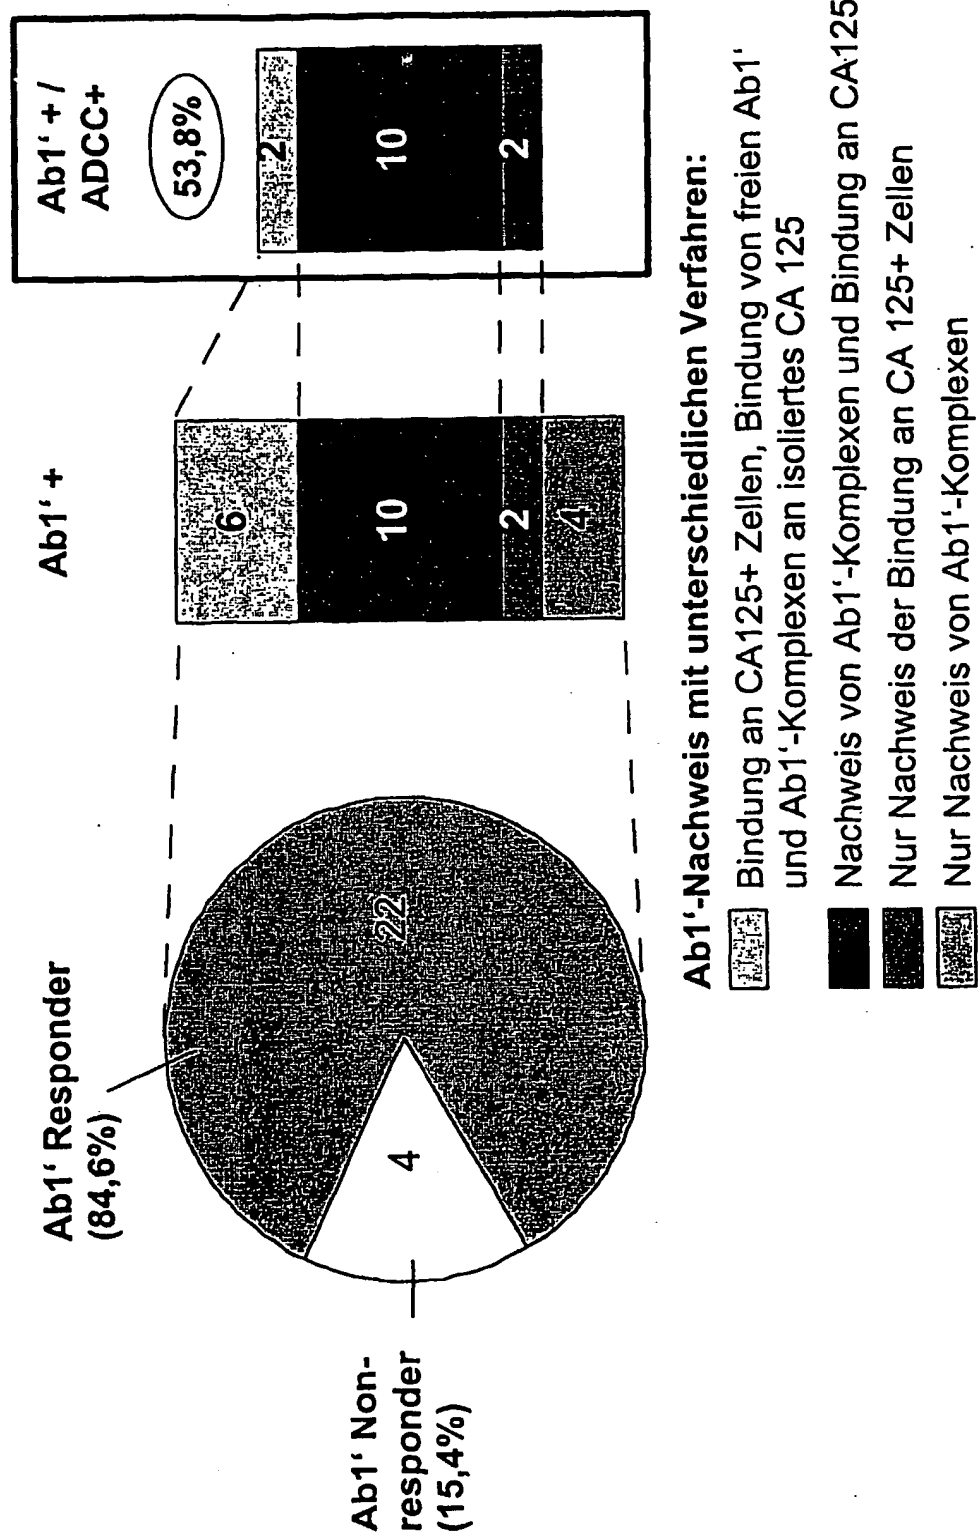 Ab1‘ Responder
(84,6%)
Ab1‘ Non-
responder
(15,4%)
4
22
Ab1‘ +
6
10
2
4
Ab1‘ + /
ADCC+
53,8%
2
10
2
Ab1‘-Nachweis mit unterschiedlichen Verfahren:
Bindung an CA125+ Zellen, Bindung von freien Ab1‘
und Ab1‘-Komplexen an isoliertes CA 125
Nachweis von Ab1‘-Komplexen und Bindung an CA125
Nur Nachweis der Bindung an CA 125+ Zellen
Nur Nachweis von Ab1‘-Komplexen